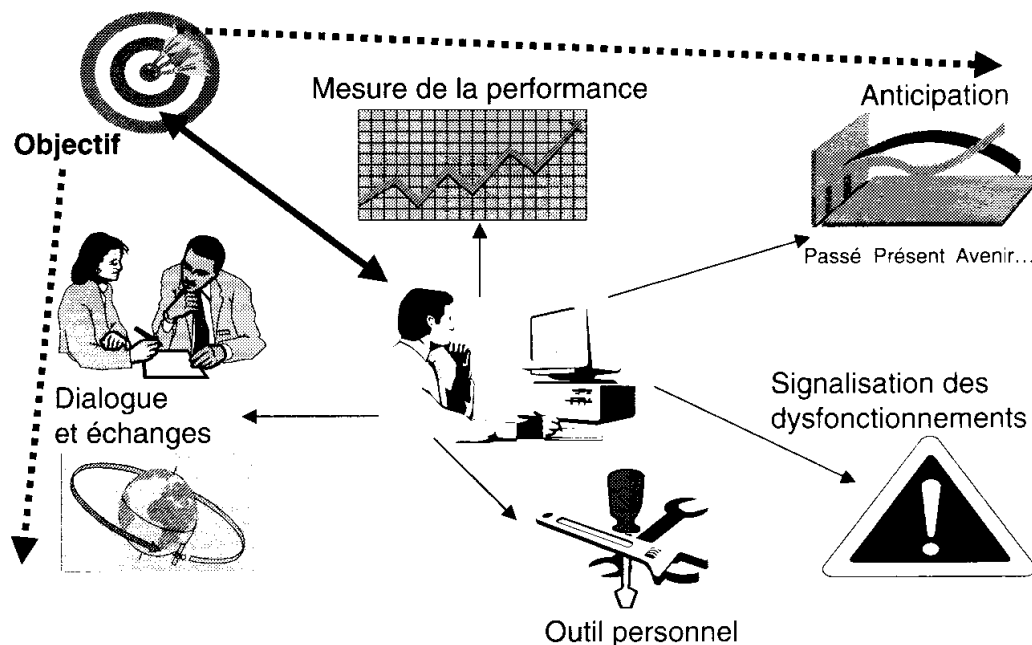 Mesure de la performance
Anticipation
Objectif
Passé Présent Avenir...
Dialogue
et échanges
Signalisation des
dysfonctionnements
Outil personnel